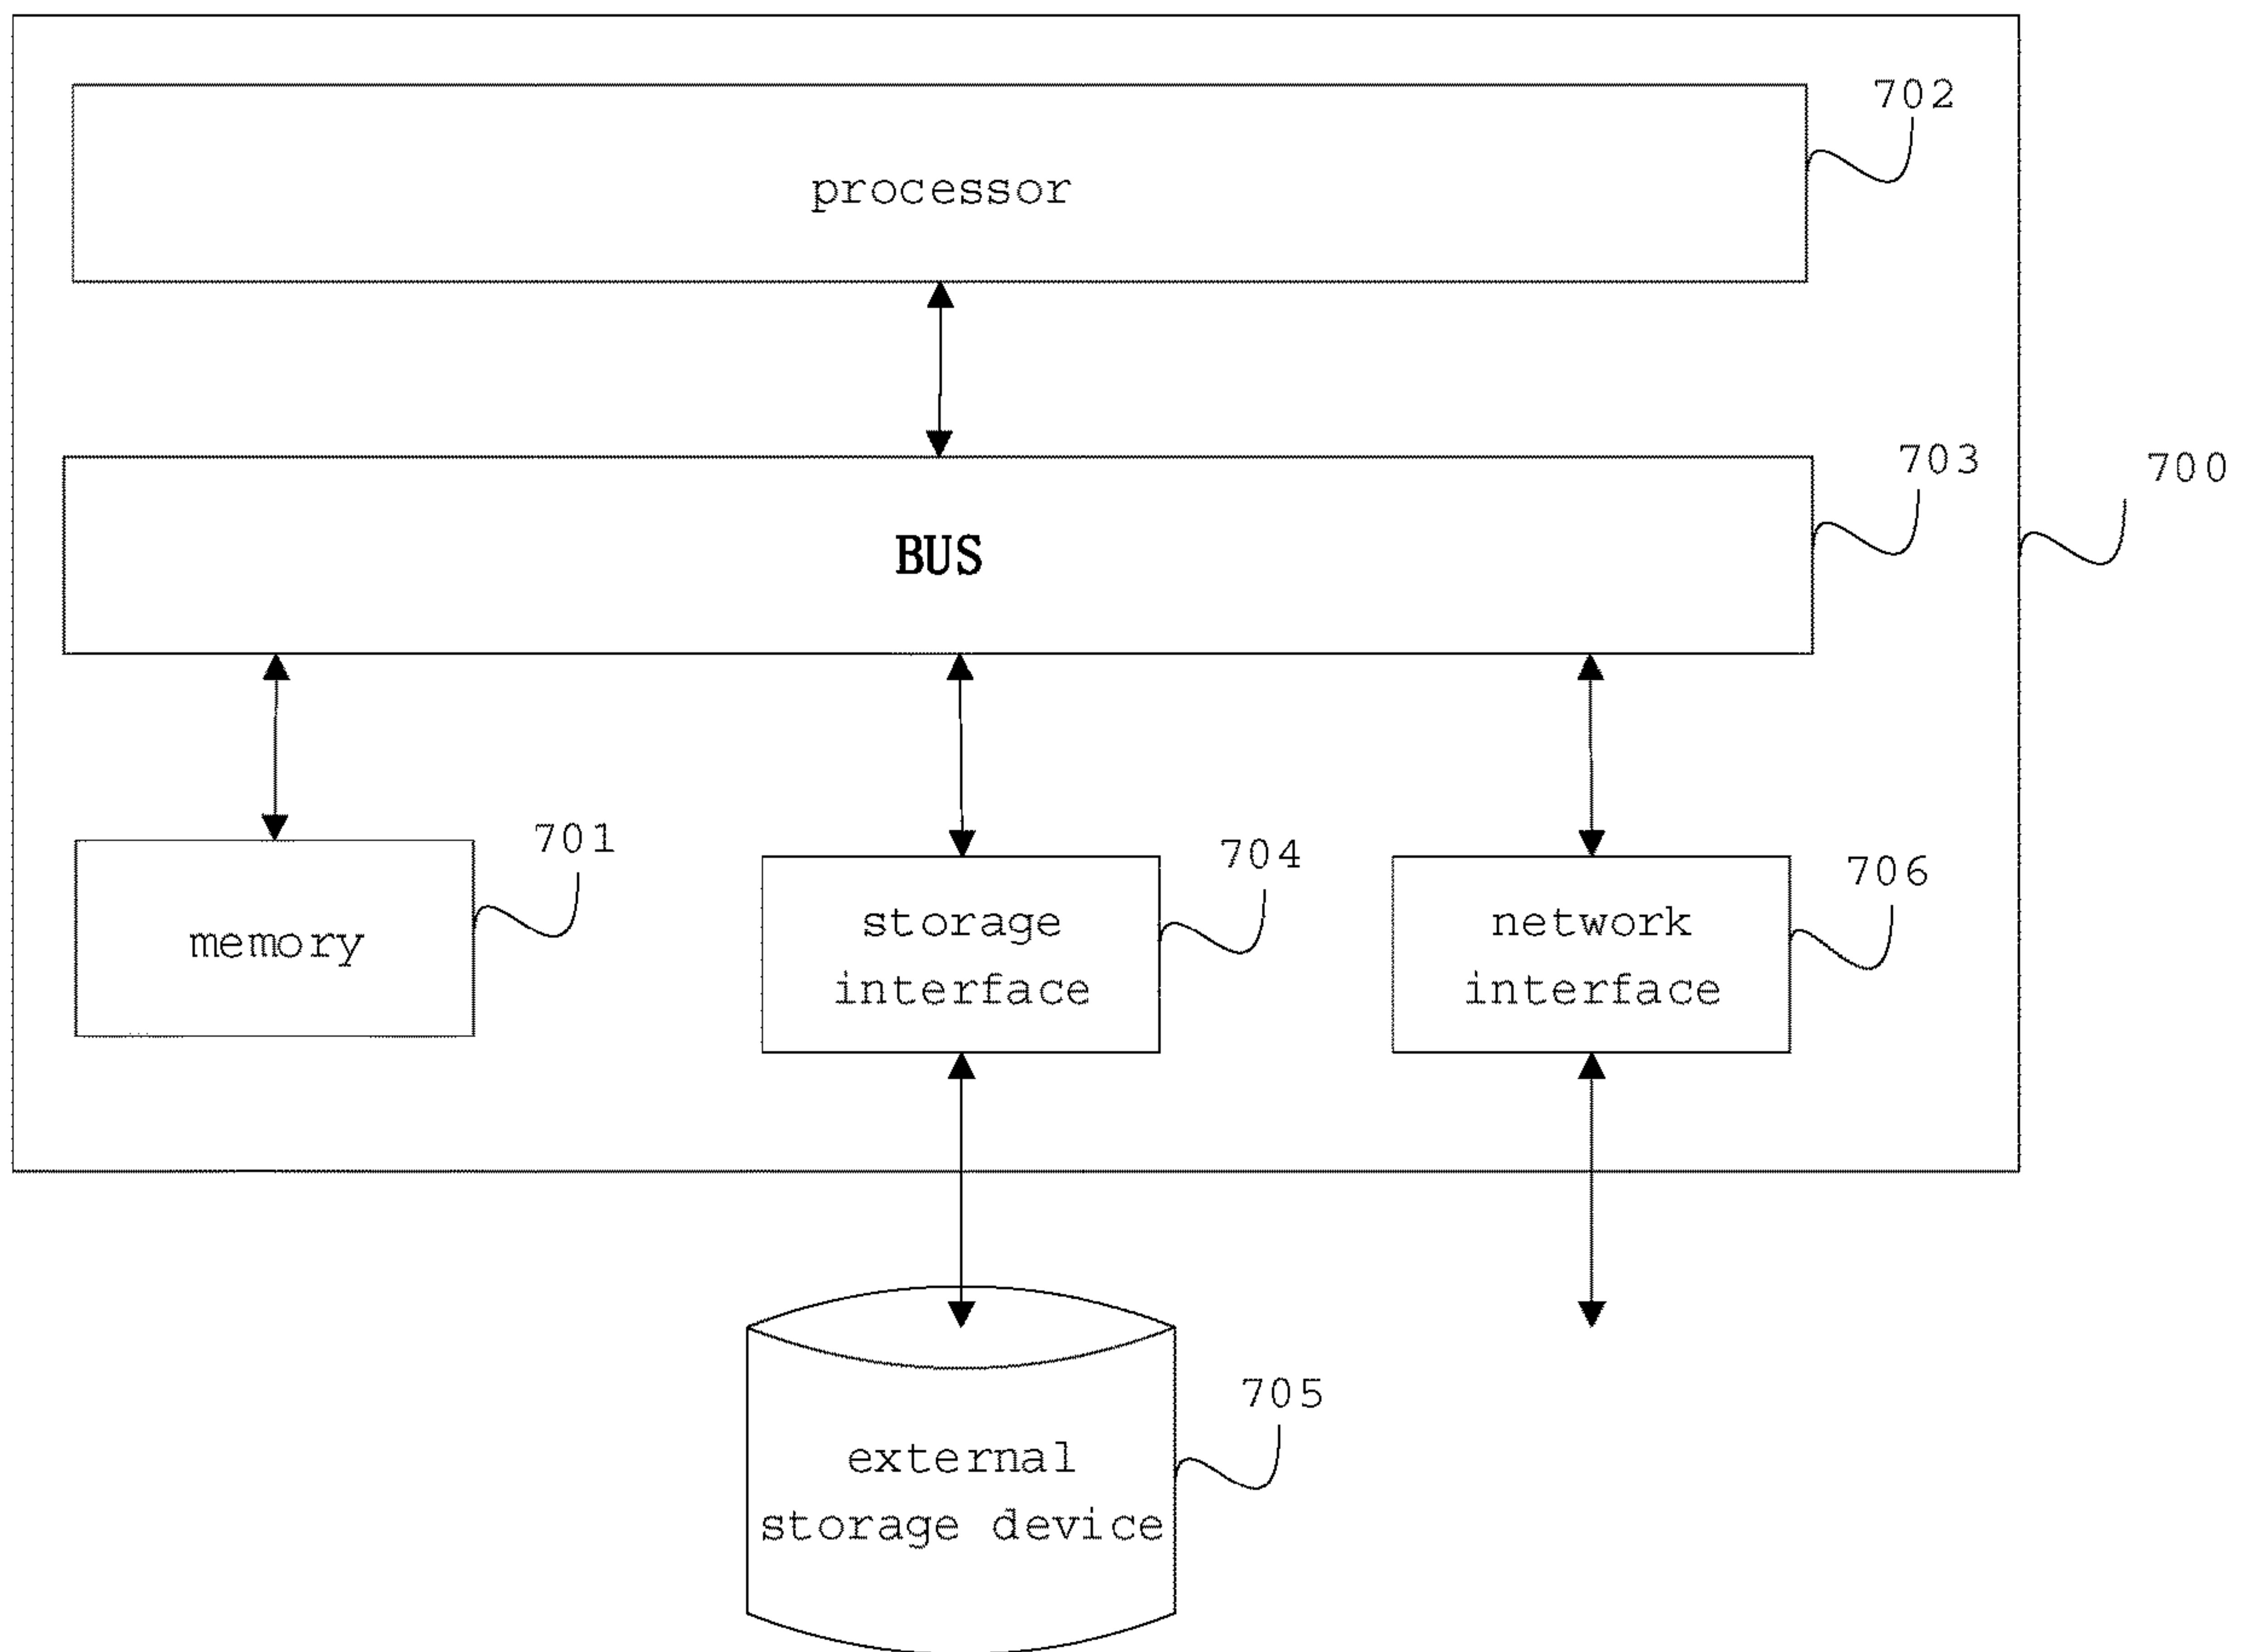 702
processor
703
700
BUS
701
704
706
memory
storage
interface
network
interface
705
external
storage device